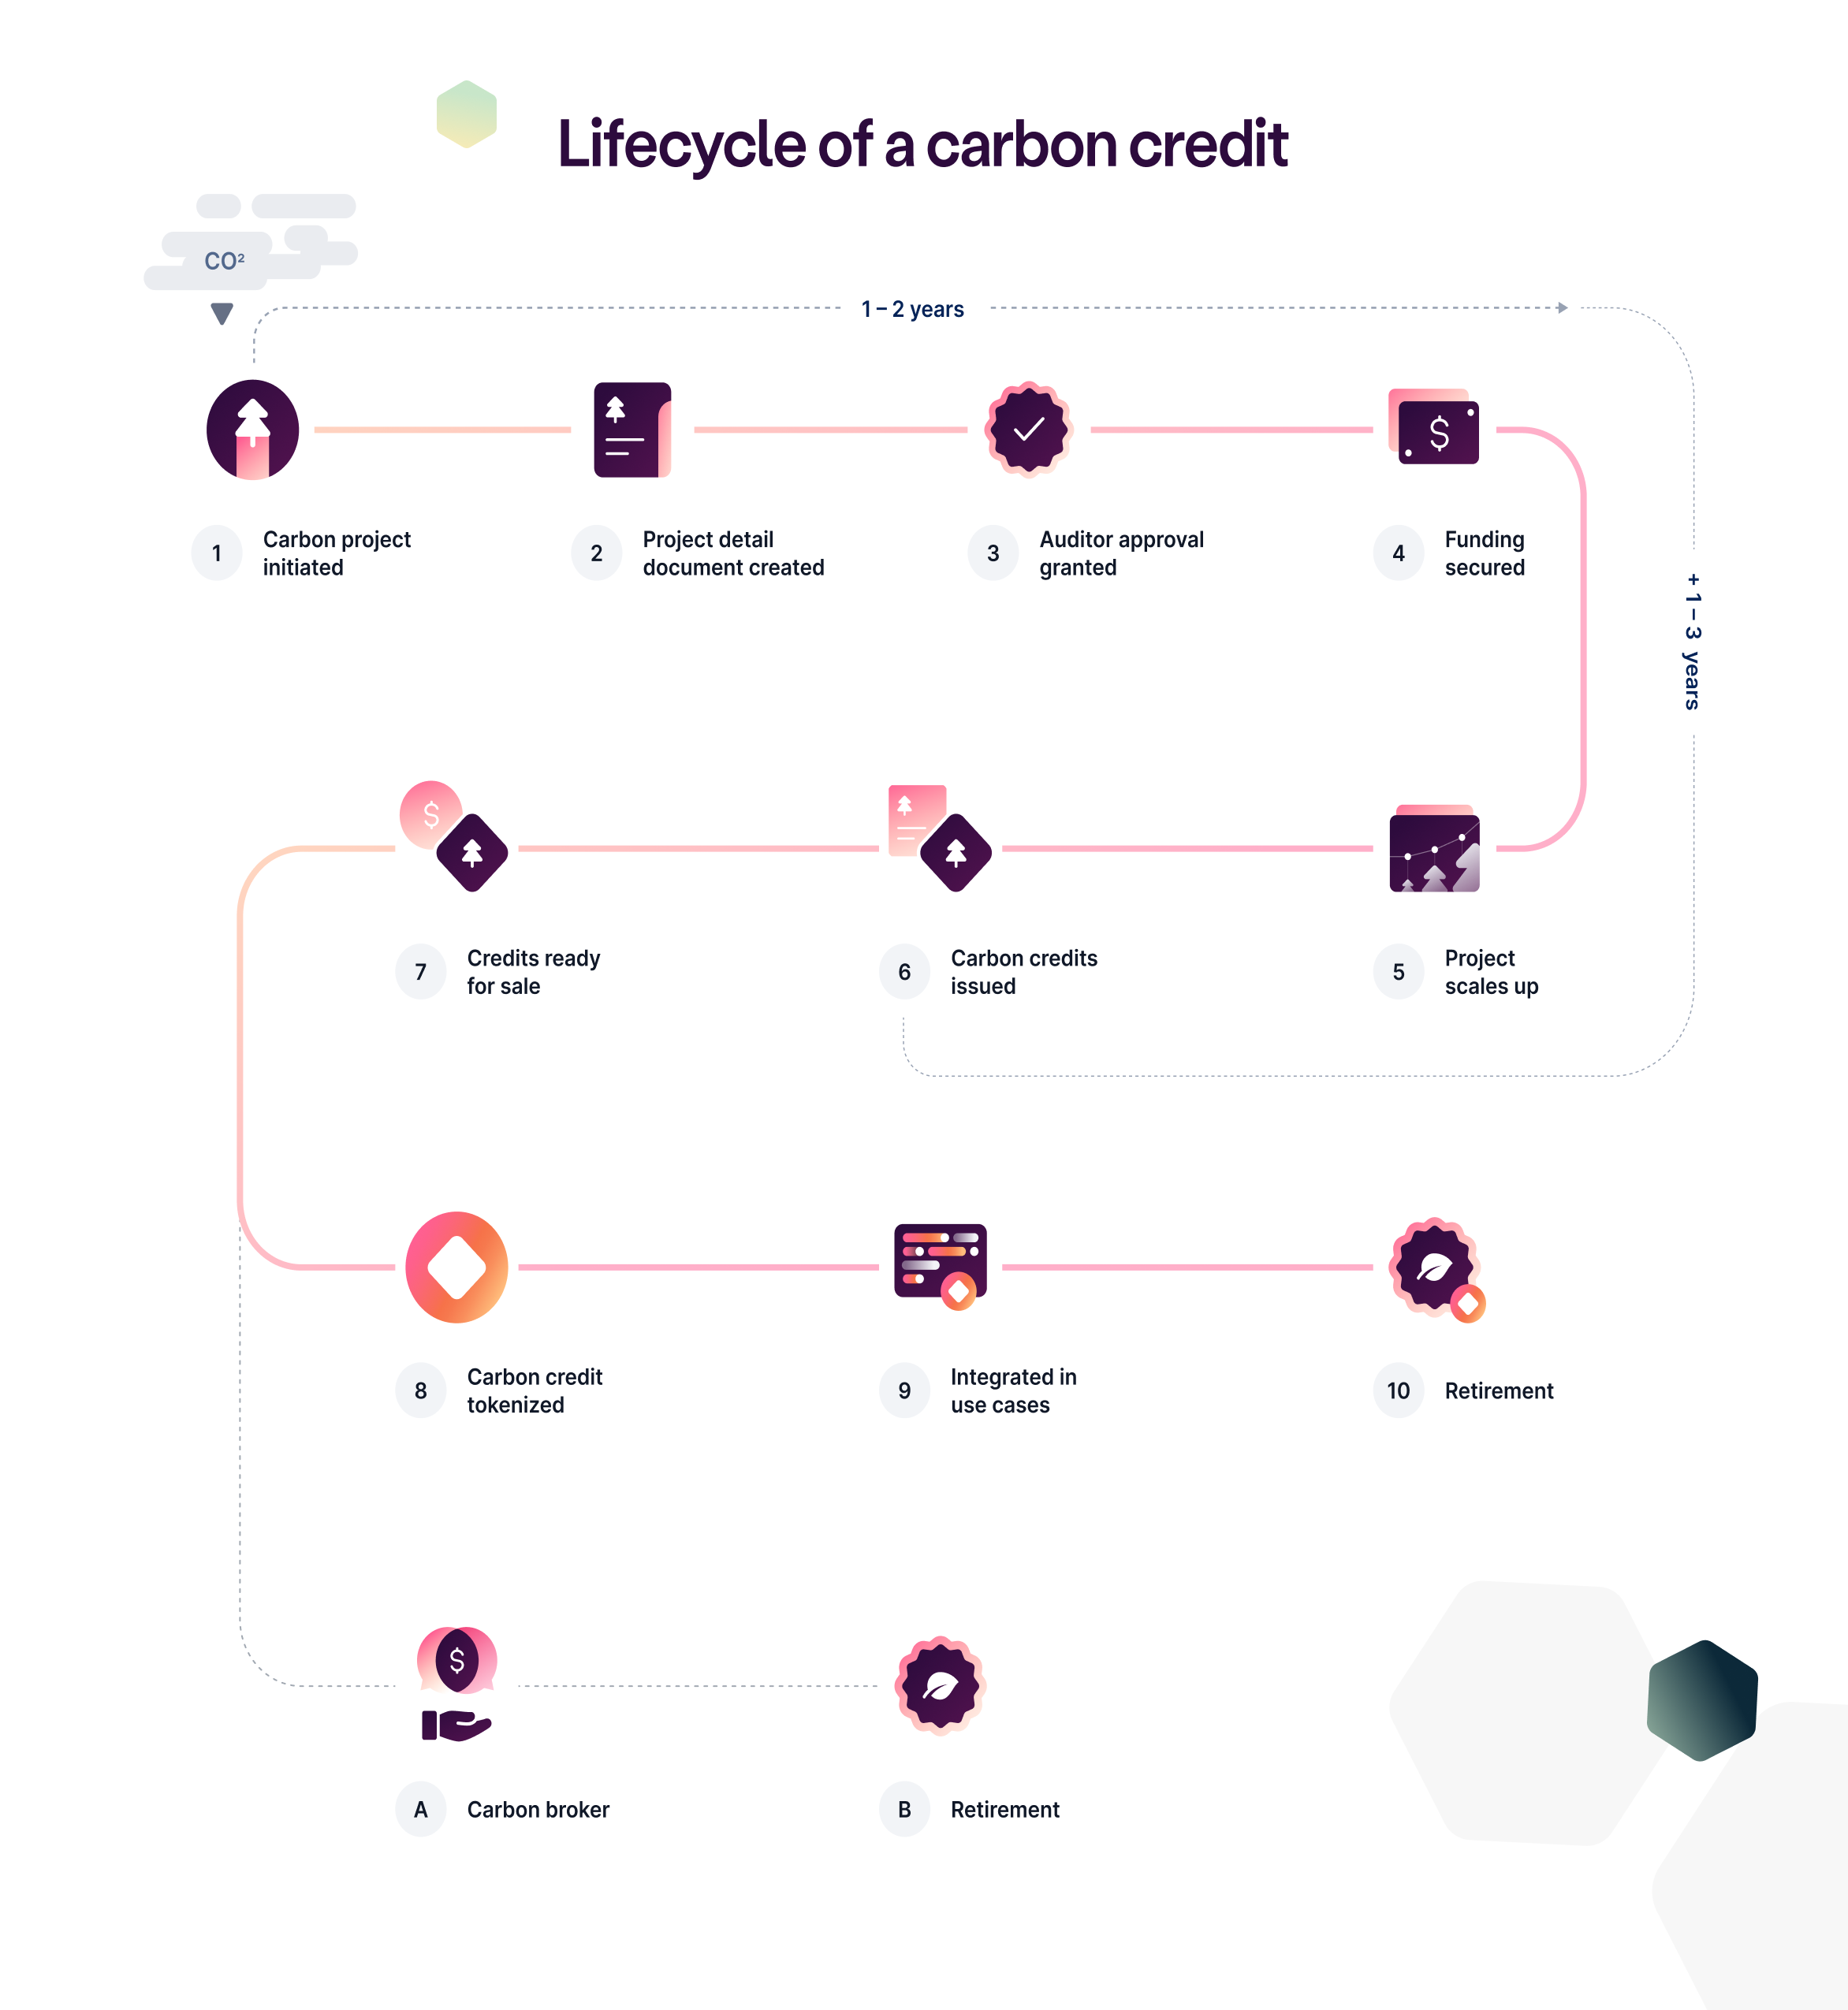 Lifecycle of a carbon credit
CO²
1 – 2 years
1
Carbon project
initiated
2
Project detail
document created
3
Auditor approval
granted
4
Funding
secured
+ 1 – 3 years
7
Credits ready
for sale
6
Carbon credits
issued
5
Project
scales up
8
Carbon credit
tokenized
9
Integrated in
use cases
10
Retirement
A
Carbon broker
B
Retirement